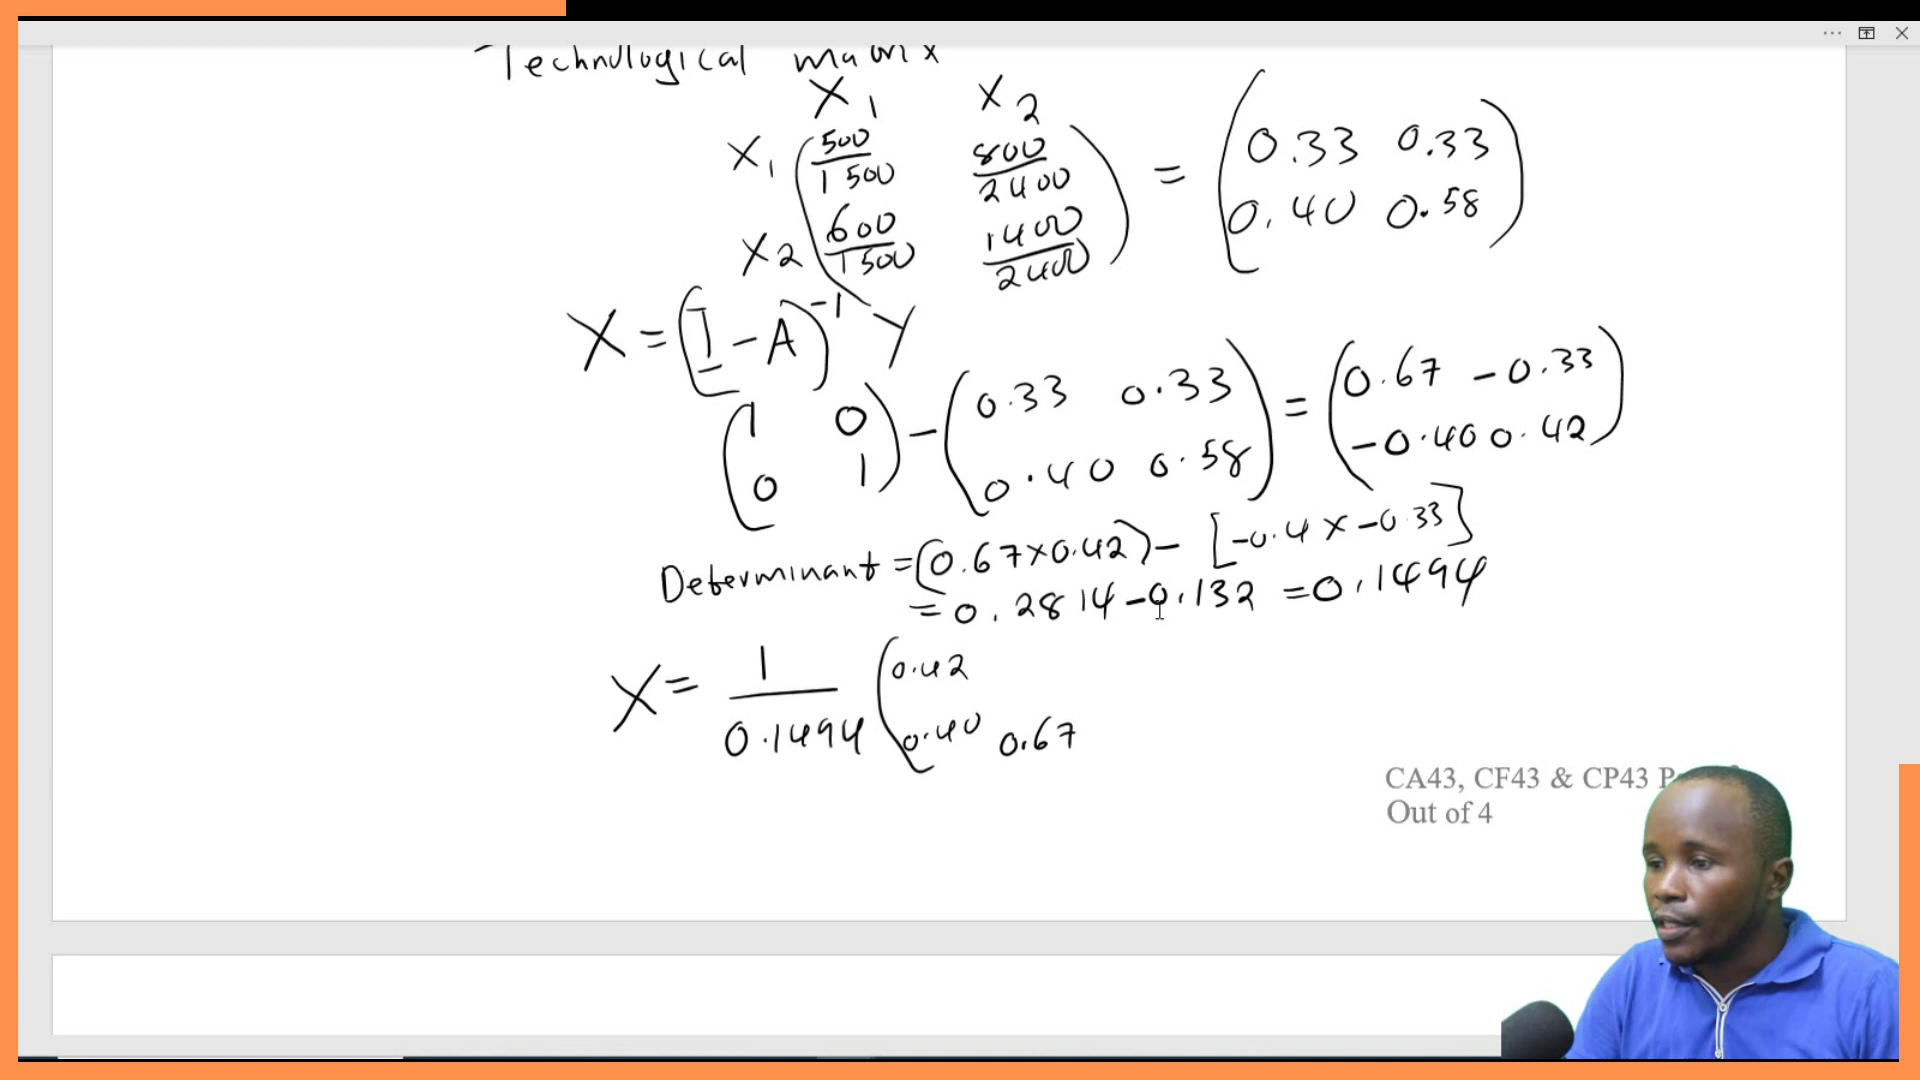 Technological matrix
X1 X2
X1 500/1500 800/2400 = 0.33 0.33
X2 600/1500 1400/2400 0.40 0.58
X = (I - A)^-1 Y
(1 0 - (0.33 0.33 = (0.67 -0.33
0 1) 0.40 0.58) -0.40 0.42)
Determinant = (0.67x0.42) - [-0.4 x -0.33]
= 0.2814 - 0.132 = 0.1494
X = 1/0.1494 (0.42
0.40 0.67
CA43, CF43 & CP43 P
Out of 4